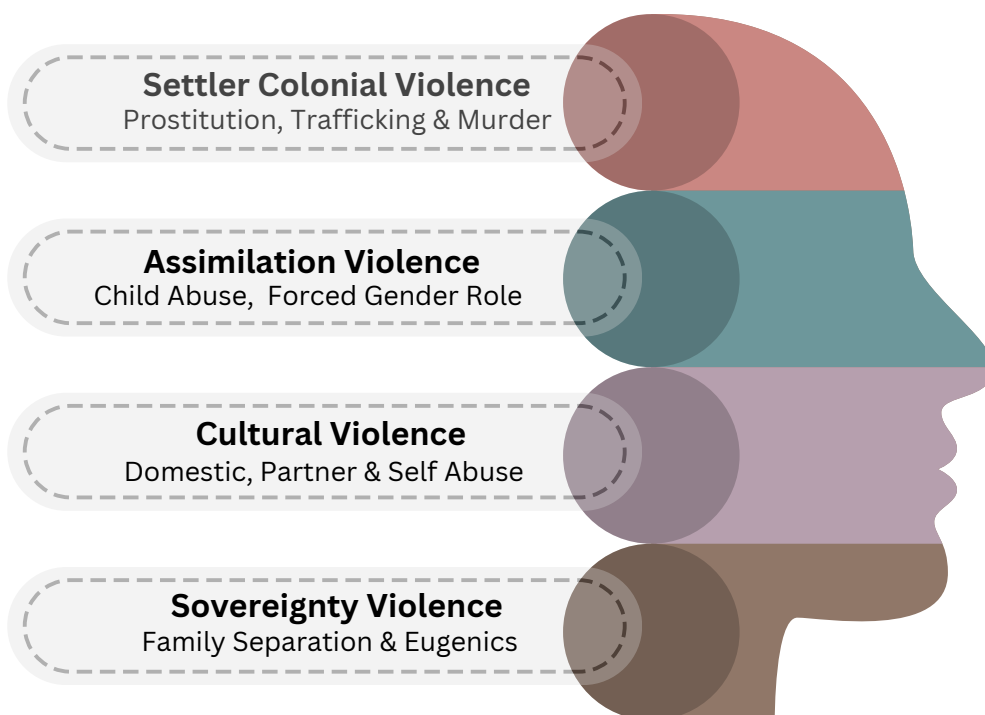 Settler Colonial Violence
Prostitution, Trafficking & Murder
Assimilation Violence
Child Abuse,  Forced Gender Role
Cultural Violence
Domestic, Partner & Self Abuse
Sovereignty Violence
Family Separation & Eugenics